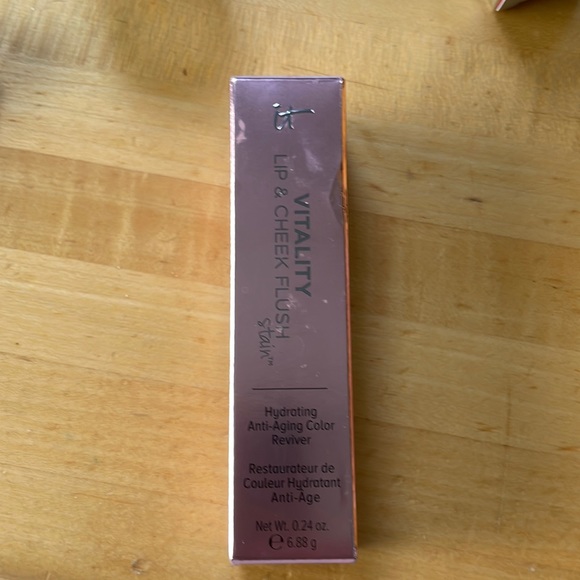 it
VITALITY
LIP & CHEEK FLUSH
stain™
Hydrating
Anti-Aging Color
Reviver
Restaurateur de
Couleur Hydratant
Anti-Âge
Net Wt. 0.24 oz.
℮ 6.88 g